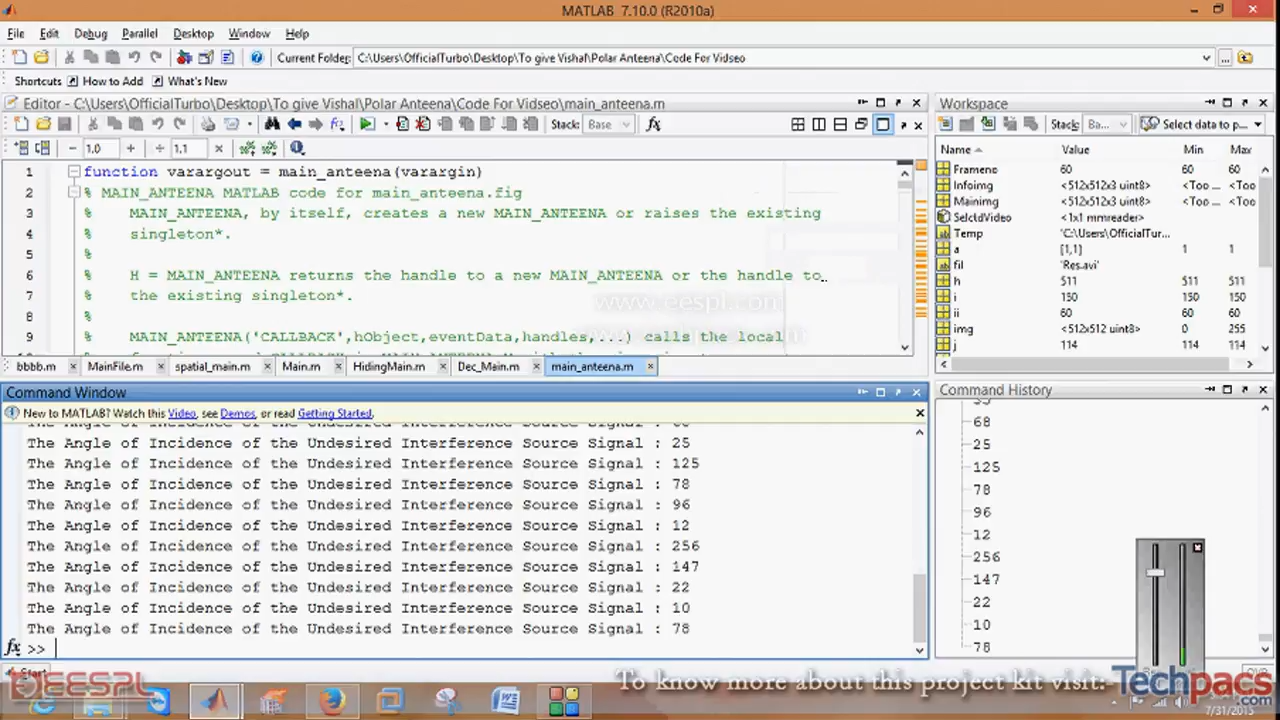 MATLAB 7.10.0 (R2010a)
File Edit Debug Parallel Desktop Window Help
Current Folder: C:\Users\OfficialTurbo\Desktop\To give Vishal\Polar Anteena\Code For Vidseo
Shortcuts How to Add What's New
Editor - C:\Users\OfficialTurbo\Desktop\To give Vishal\Polar Anteena\Code For Vidseo\main_anteena.m
Stack: Base fx
1.0 + ÷ 1.1 ×
1 function varargout = main_anteena(varargin)
2 % MAIN_ANTEENA MATLAB code for main_anteena.fig
3 % MAIN_ANTEENA, by itself, creates a new MAIN_ANTEENA or raises the existing
4 % singleton*.
5 %
6 % H = MAIN_ANTEENA returns the handle to a new MAIN_ANTEENA or the handle to
7 % the existing singleton*.
8 %
9 % MAIN_ANTEENA('CALLBACK',hObject,eventData,handles,...) calls the local
bbbb.m MainFile.m spatial_main.m Main.m HidingMain.m Dec_Main.m main_anteena.m
Workspace
Stack: Ba... Select data to p...
Name Value Min Max
Frameno 60 60 60
Infoimg <512x512x3 uint8> <Too ... <Too
Mainimg <512x512x3 uint8> <Too ... <Too
SelctdVideo <1x1 mmreader>
Temp 'C:\Users\OfficialTur...
a [1,1] 1 1
fil 'Res.avi'
h 511 511 511
i 150 150 150
ii 60 60 60
img <512x512 uint8> 0 255
j 114 114 114
www.eespl.com
Command Window
New to MATLAB? Watch this Video, see Demos, or read Getting Started.
The Angle of Incidence of the Undesired Interference Source Signal : 25
The Angle of Incidence of the Undesired Interference Source Signal : 125
The Angle of Incidence of the Undesired Interference Source Signal : 78
The Angle of Incidence of the Undesired Interference Source Signal : 96
The Angle of Incidence of the Undesired Interference Source Signal : 12
The Angle of Incidence of the Undesired Interference Source Signal : 256
The Angle of Incidence of the Undesired Interference Source Signal : 147
The Angle of Incidence of the Undesired Interference Source Signal : 22
The Angle of Incidence of the Undesired Interference Source Signal : 10
The Angle of Incidence of the Undesired Interference Source Signal : 78
fx >>
Command History
68
25
125
78
96
12
256
147
22
10
78
Start
EESPL
To know more about this project kit visit:- Techpacs.com
7/31/2015